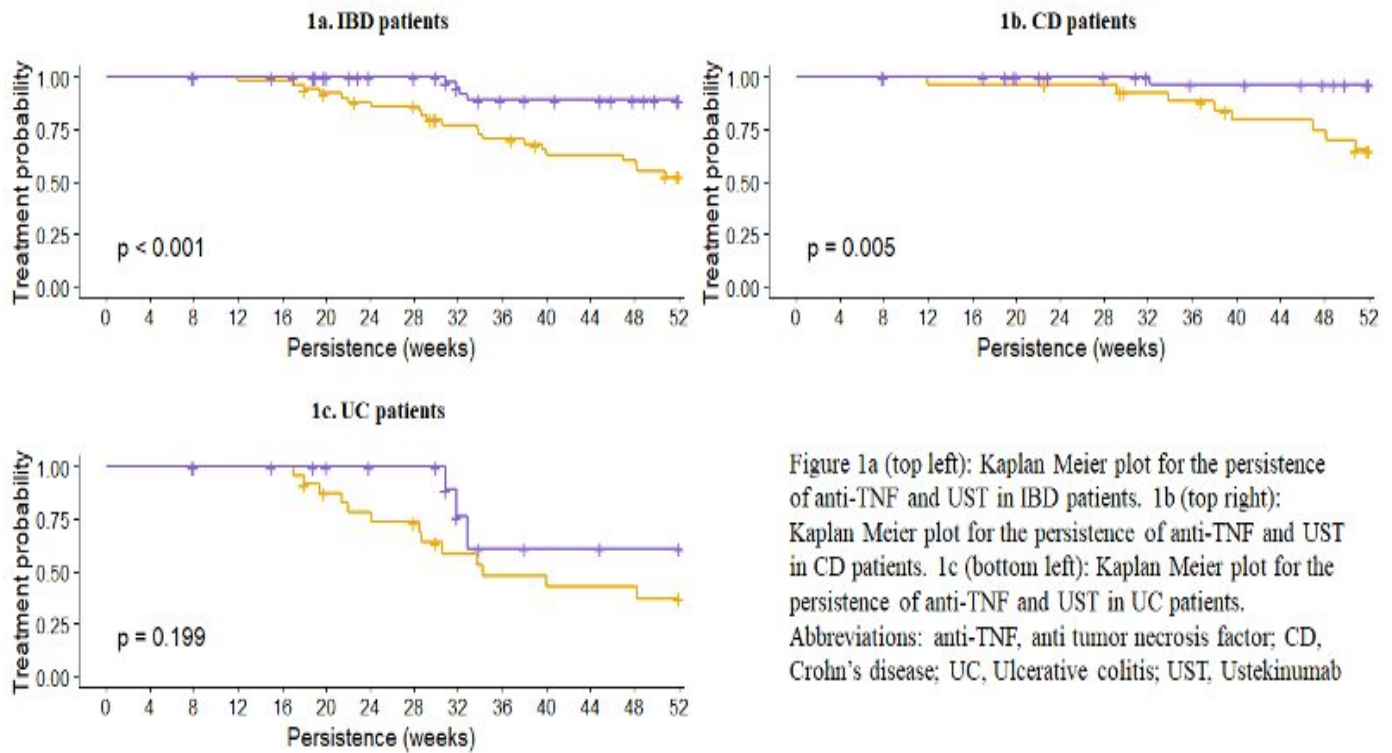 1a. IBD patients
Treatment probability
1.00
0.75
0.50
0.25
0.00
p < 0.001
0 4 8 12 16 20 24 28 32 36 40 44 48 52
Persistence (weeks)
1b. CD patients
Treatment probability
1.00
0.75
0.50
0.25
0.00
p = 0.005
0 4 8 12 16 20 24 28 32 36 40 44 48 52
Persistence (weeks)
1c. UC patients
Treatment probability
1.00
0.75
0.50
0.25
0.00
p = 0.199
0 4 8 12 16 20 24 28 32 36 40 44 48 52
Persistence (weeks)
Figure 1a (top left): Kaplan Meier plot for the persistence
of anti-TNF and UST in IBD patients. 1b (top right):
Kaplan Meier plot for the persistence of anti-TNF and UST
in CD patients. 1c (bottom left): Kaplan Meier plot for the
persistence of anti-TNF and UST in UC patients.
Abbreviations: anti-TNF, anti tumor necrosis factor; CD,
Crohn's disease; UC, Ulcerative colitis; UST, Ustekinumab